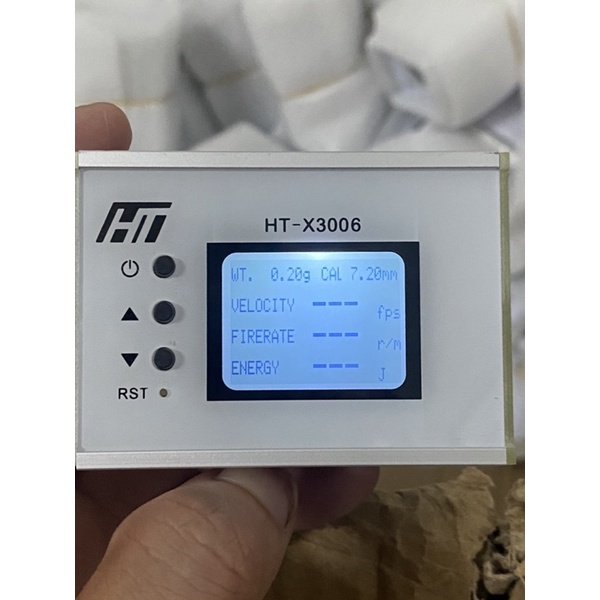 HT
HT-X3006
WT. 0.20g CAL 7.20mm
VELOCITY --- fps
FIRERATE --- r/m
ENERGY --- J
RST